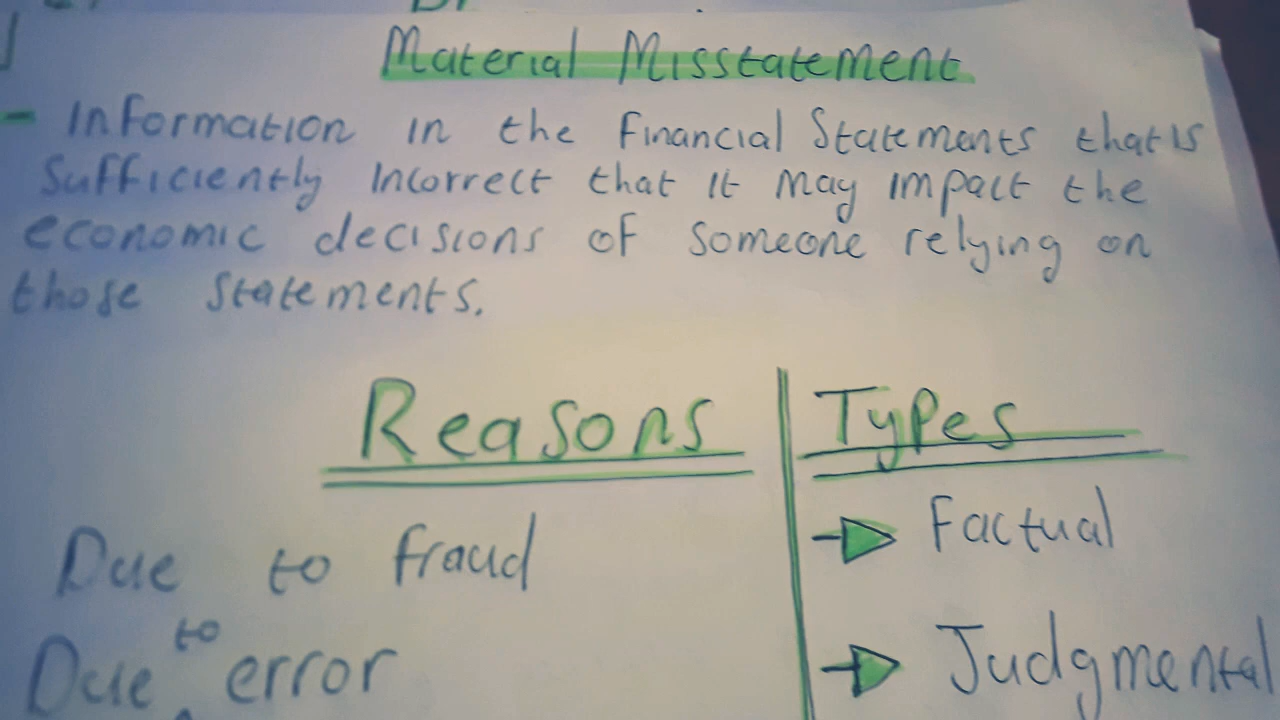 Material Misstatement
- Information in the financial Statements that is
Sufficiently Incorrect that it may impact the
economic decisions of someone relying on
those statements.
Reasons
Due to fraud
Due to error
Types
→ Factual
→ Judgmental